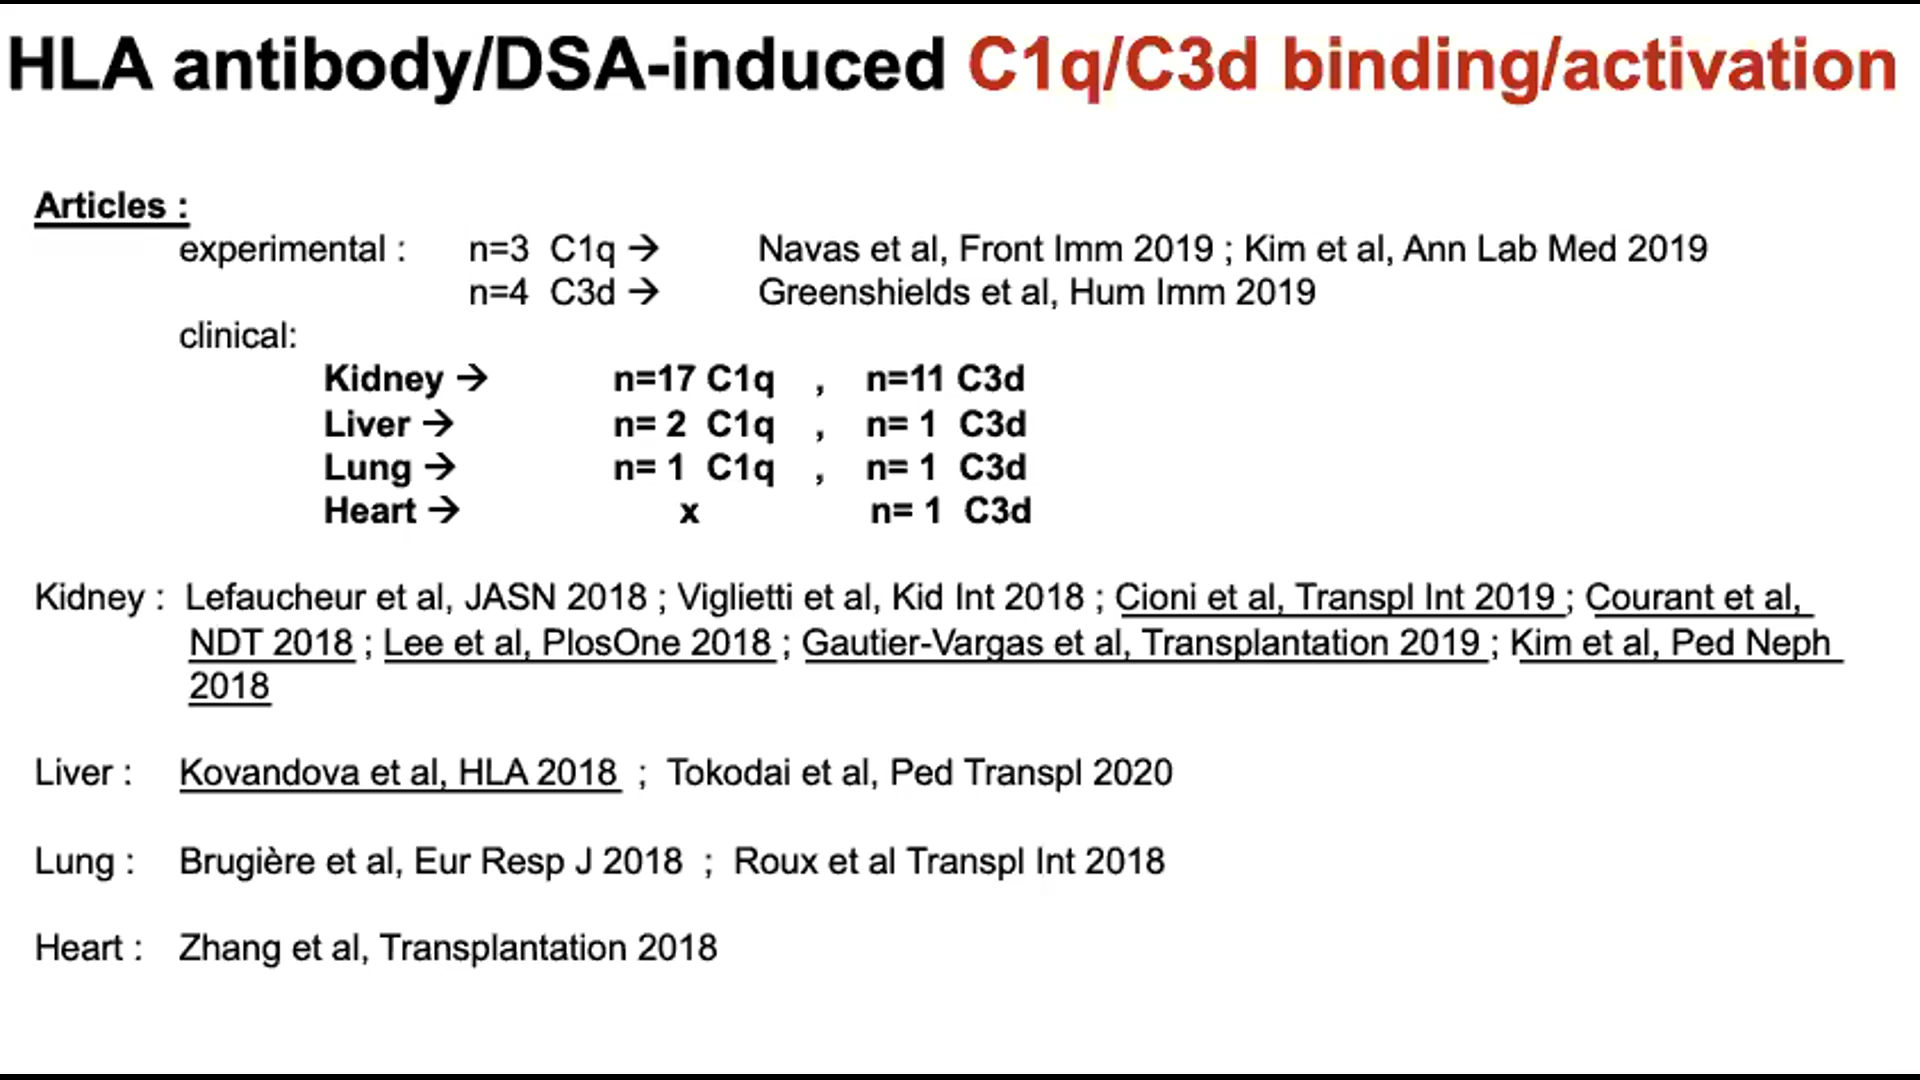 HLA antibody/DSA-induced C1q/C3d binding/activation
Articles :
experimental : n=3 C1q → Navas et al, Front Imm 2019 ; Kim et al, Ann Lab Med 2019
n=4 C3d → Greenshields et al, Hum Imm 2019
clinical:
Kidney → n=17 C1q , n=11 C3d
Liver → n= 2 C1q , n= 1 C3d
Lung → n= 1 C1q , n= 1 C3d
Heart → x n= 1 C3d
Kidney : Lefaucheur et al, JASN 2018 ; Viglietti et al, Kid Int 2018 ; Cioni et al, Transpl Int 2019 ; Courant et al,
NDT 2018 ; Lee et al, PlosOne 2018 ; Gautier-Vargas et al, Transplantation 2019 ; Kim et al, Ped Neph
2018
Liver : Kovandova et al, HLA 2018 ; Tokodai et al, Ped Transpl 2020
Lung : Brugière et al, Eur Resp J 2018 ; Roux et al Transpl Int 2018
Heart : Zhang et al, Transplantation 2018